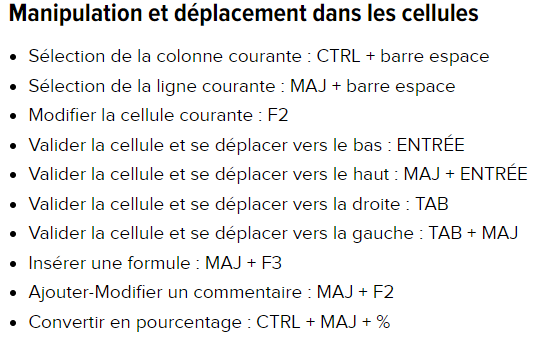 Manipulation et déplacement dans les cellules
• Sélection de la colonne courante : CTRL + barre espace
• Sélection de la ligne courante : MAJ + barre espace
• Modifier la cellule courante : F2
• Valider la cellule et se déplacer vers le bas : ENTRÉE
• Valider la cellule et se déplacer vers le haut : MAJ + ENTRÉE
• Valider la cellule et se déplacer vers la droite : TAB
• Valider la cellule et se déplacer vers la gauche : TAB + MAJ
• Insérer une formule : MAJ + F3
• Ajouter-Modifier un commentaire : MAJ + F2
• Convertir en pourcentage : CTRL + MAJ + %